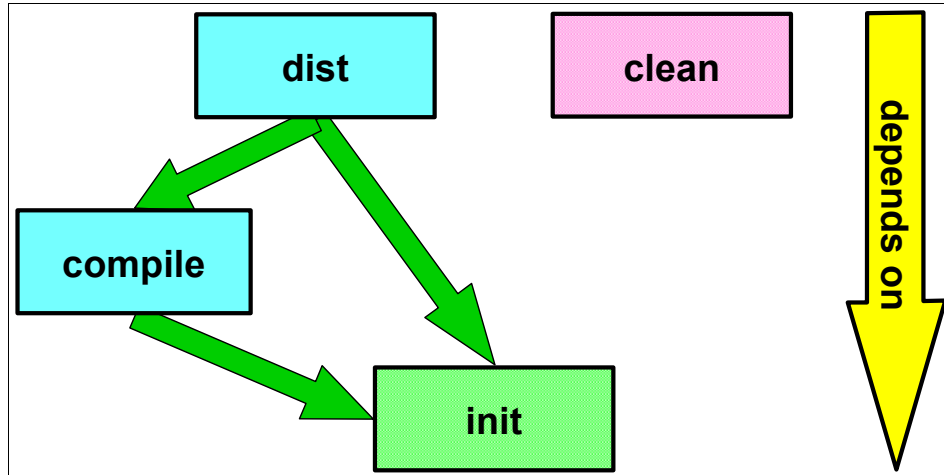 dist
clean
depends on
compile
init